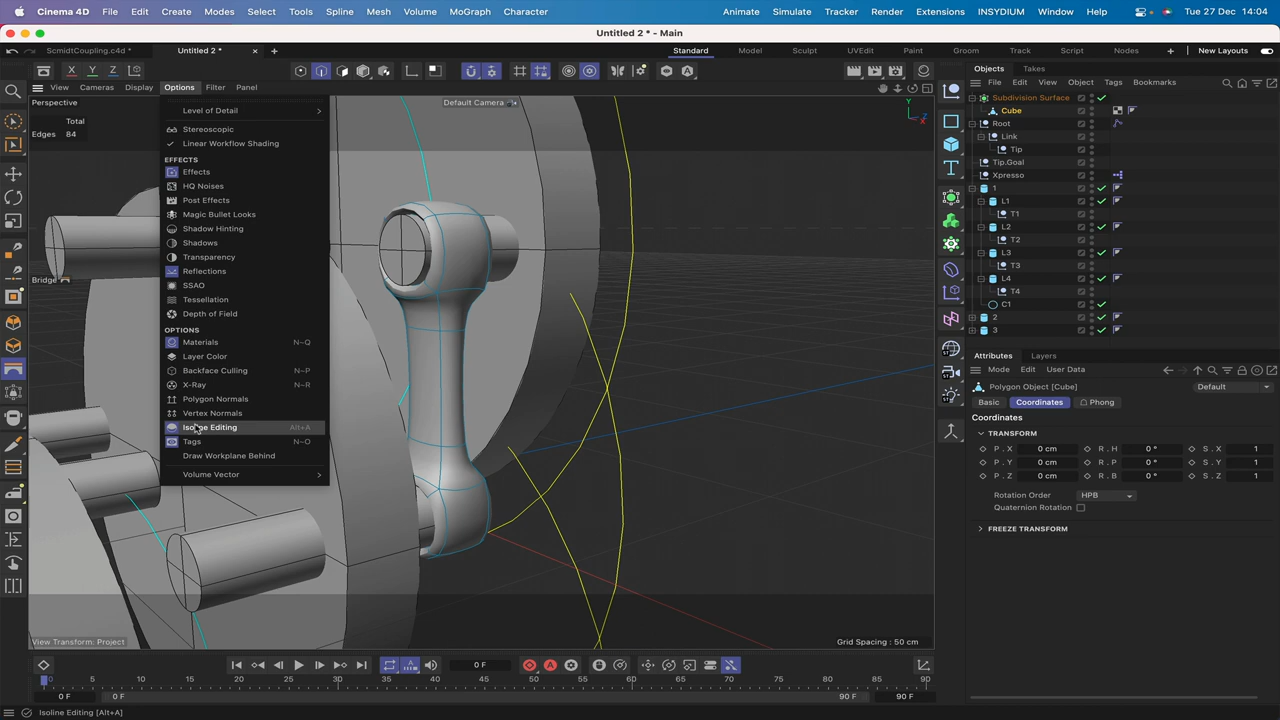 Cinema 4D File Edit Create Modes Select Tools Spline Mesh Volume MoGraph Character Animate Simulate Tracker Render Extensions INSYDIUM Window Help Tue 27 Dec 14:04
Untitled 2 * - Main
ScmidtCoupling.c4d * Untitled 2 * Standard Model Sculpt UVEdit Paint Groom Track Script Nodes New Layouts
View Cameras Display Options Filter Panel
Perspective
Default Camera
Total
Edges 84
Bridge
Level of Detail
Stereoscopic
Linear Workflow Shading
EFFECTS
Effects
HQ Noises
Post Effects
Magic Bullet Looks
Shadow Hinting
Shadows
Transparency
Reflections
SSAO
Tessellation
Depth of Field
OPTIONS
Materials N~Q
Layer Color
Backface Culling N~P
X-Ray N~R
Polygon Normals
Vertex Normals
Isoline Editing Alt+A
Tags N~O
Draw Workplane Behind
Volume Vector
Y
X
Z
View Transform: Project
Grid Spacing : 50 cm
Objects Takes
File Edit View Object Tags Bookmarks
Subdivision Surface
Cube
Root
Link
Tip
Tip.Goal
Xpresso
1
L1
T1
L2
T2
L3
T3
L4
T4
C1
2
3
Attributes Layers
Mode Edit User Data
Polygon Object [Cube] Default
Basic Coordinates Phong
Coordinates
TRANSFORM
P . X 0 cm R . H 0 ° S . X 1
P . Y 0 cm R . P 0 ° S . Y 1
P . Z 0 cm R . B 0 ° S . Z 1
Rotation Order HPB
Quaternion Rotation
FREEZE TRANSFORM
0 F
0 5 10 15 20 25 30 35 40 45 50 55 60 65 70 75 80 85 90
0 F 0 F 90 F 90 F
Isoline Editing [Alt+A]